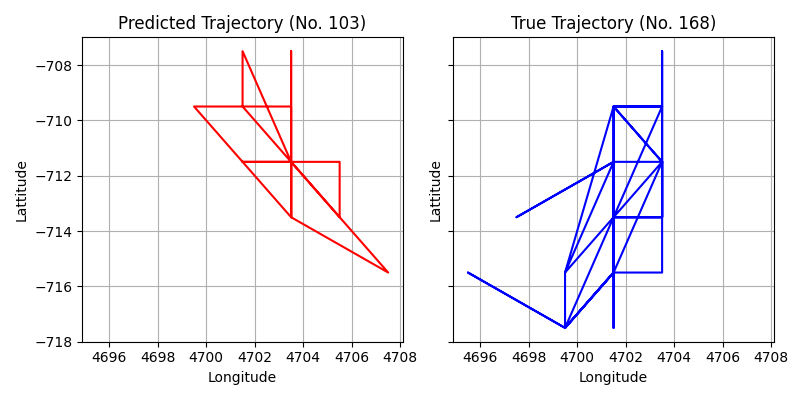 Predicted Trajectory (No. 103)
True Trajectory (No. 168)
−708
−710
−712
−714
−716
−718
Lattitude
Lattitude
4696 4698 4700 4702 4704 4706 4708
4696 4698 4700 4702 4704 4706 4708
Longitude
Longitude